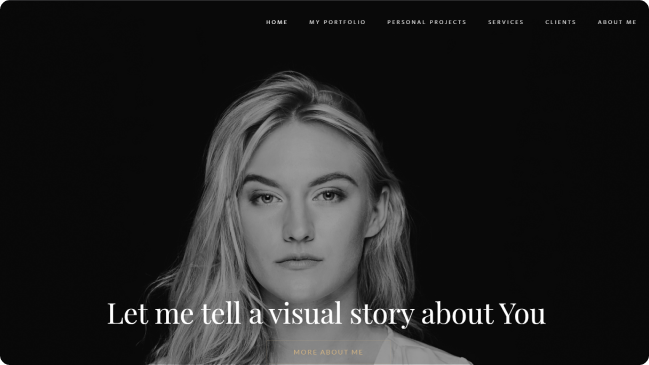 HOME MY PORTFOLIO PERSONAL PROJECTS SERVICES CLIENTS ABOUT ME
Let me tell a visual story about You
MORE ABOUT ME